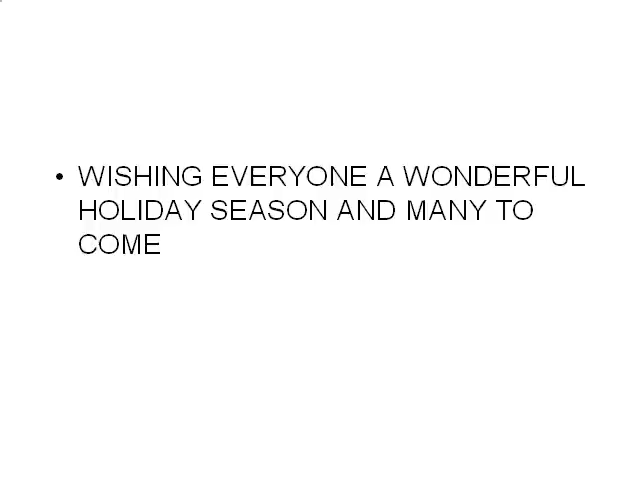 • WISHING EVERYONE A WONDERFUL
HOLIDAY SEASON AND MANY TO
COME